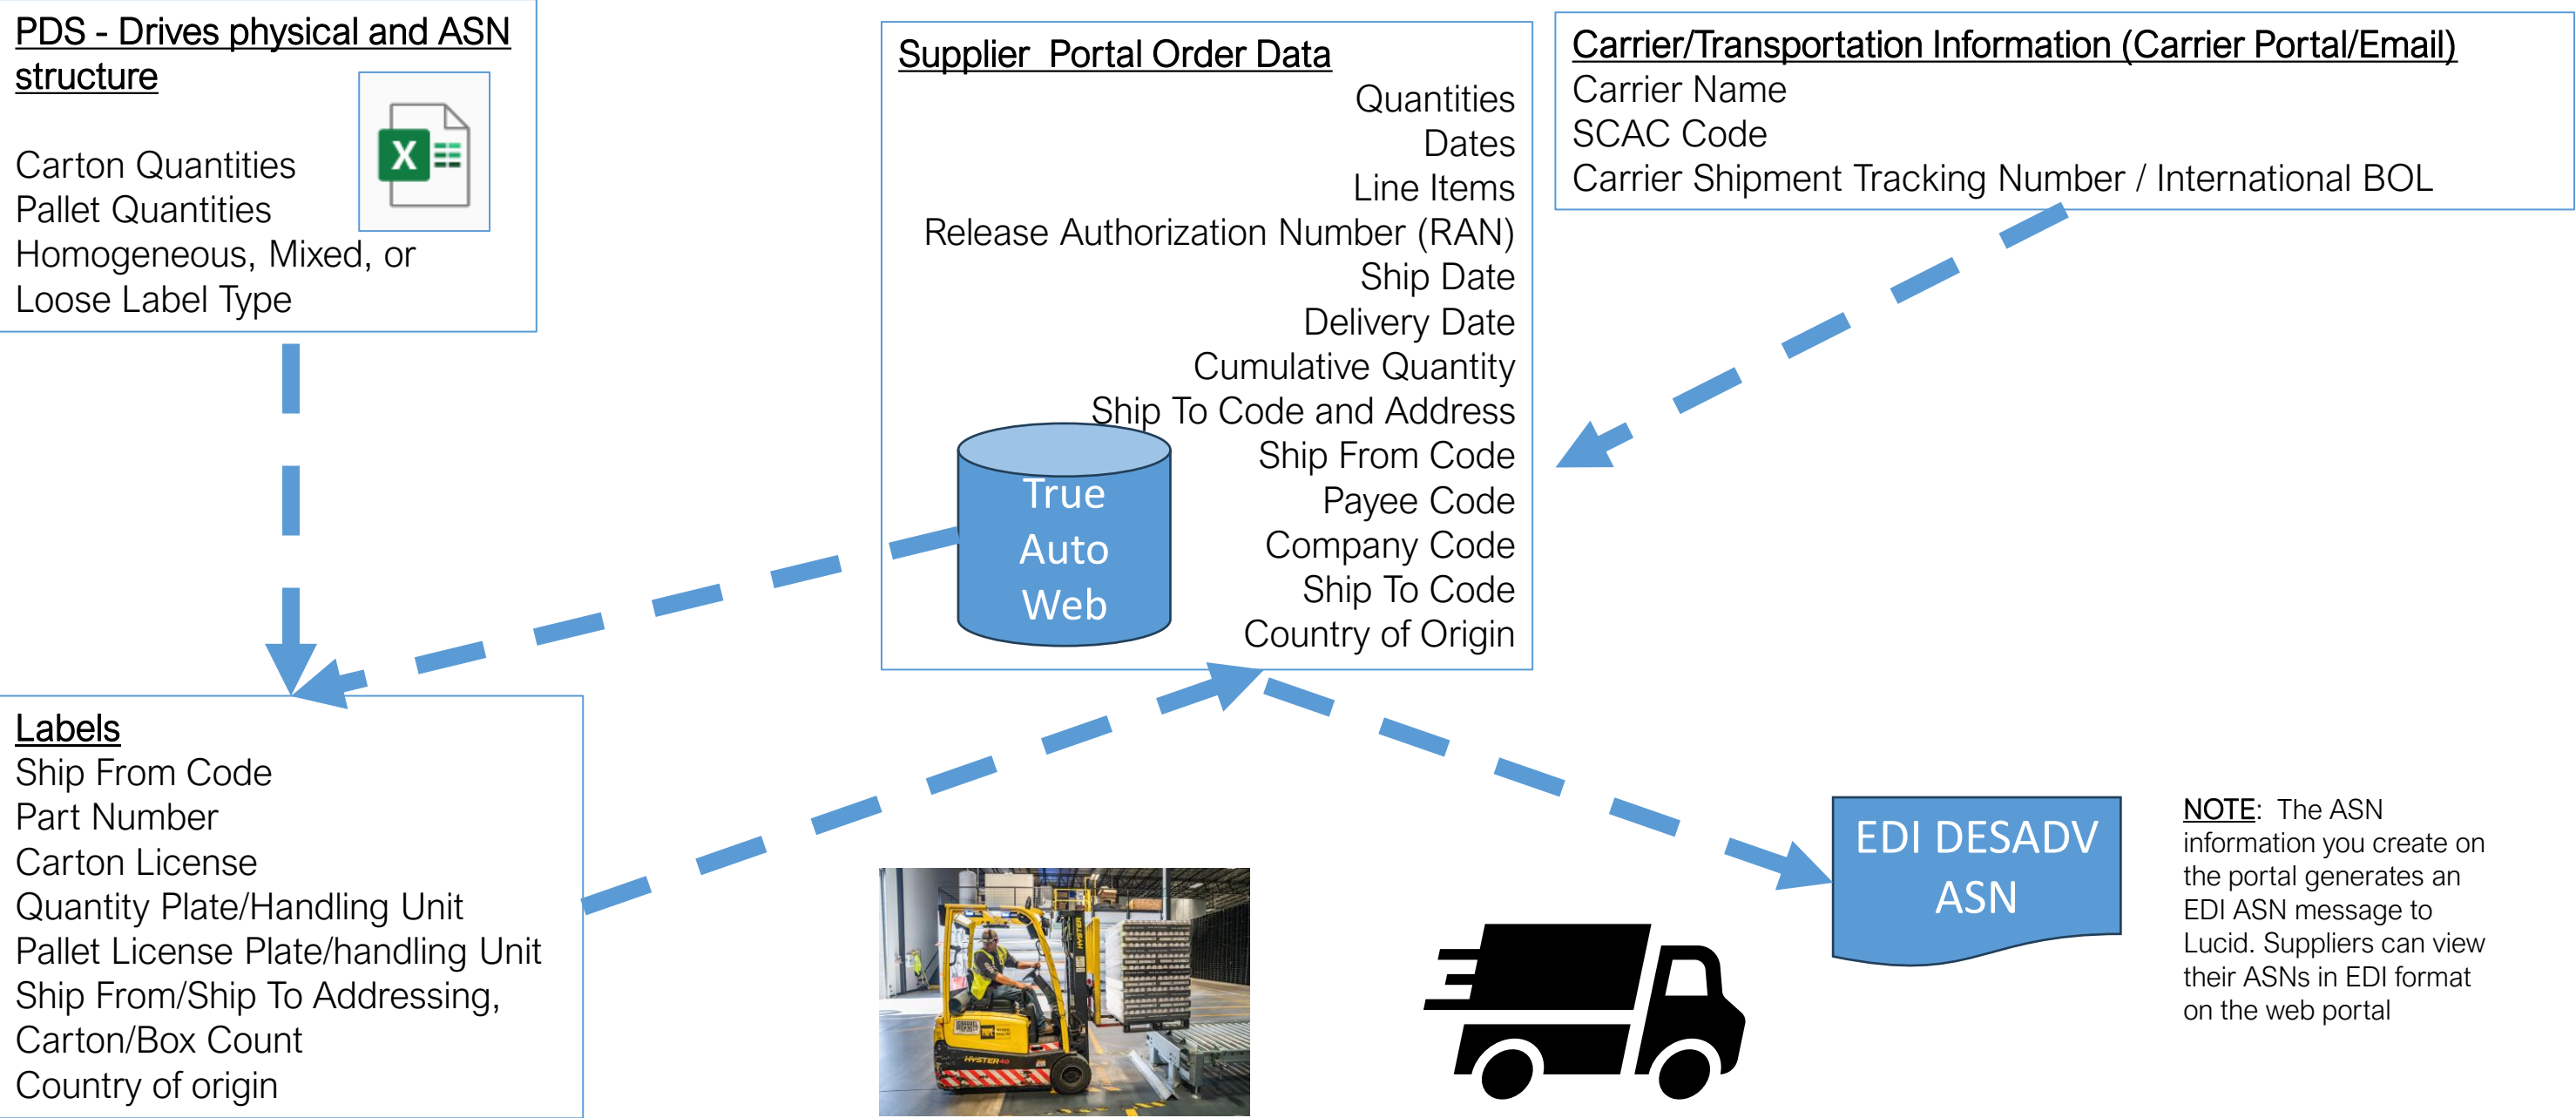 PDS - Drives physical and ASN
structure
Carton Quantities
Pallet Quantities
Homogeneous, Mixed, or
Loose Label Type
X
Supplier  Portal Order Data
Quantities
Dates
Line Items
Release Authorization Number (RAN)
Ship Date
Delivery Date
Cumulative Quantity
Ship To Code and Address
Ship From Code
Payee Code
Company Code
Ship To Code
Country of Origin
True
Auto
Web
Carrier/Transportation Information (Carrier Portal/Email)
Carrier Name
SCAC Code
Carrier Shipment Tracking Number / International BOL
Labels
Ship From Code
Part Number
Carton License
Quantity Plate/Handling Unit
Pallet License Plate/handling Unit
Ship From/Ship To Addressing,
Carton/Box Count
Country of origin
HYSTER
HYSTER40
EDI DESADV
ASN
NOTE:  The ASN
information you create on
the portal generates an
EDI ASN message to
Lucid. Suppliers can view
their ASNs in EDI format
on the web portal